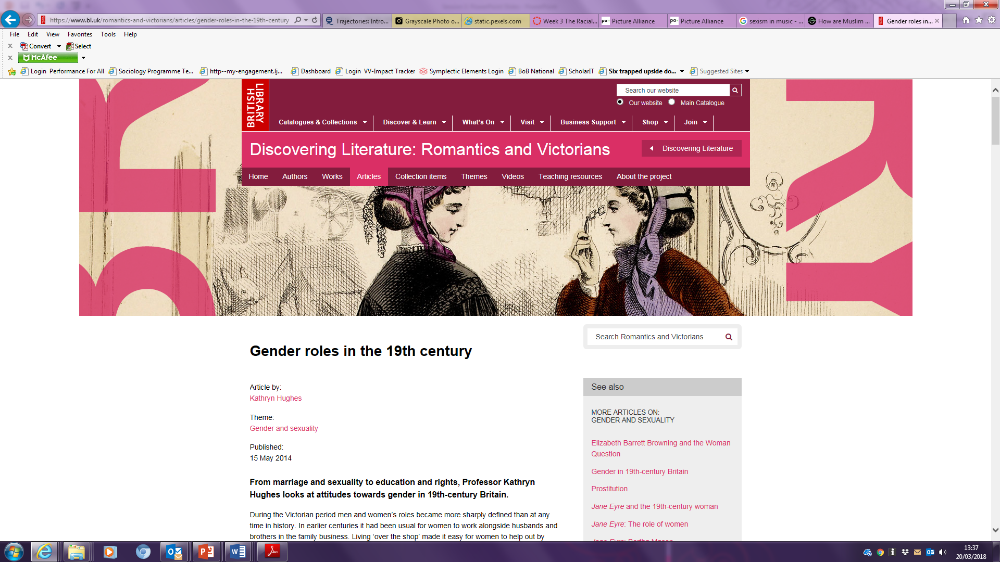 https://www.bl.uk/romantics-and-victorians/articles/gender-roles-in-the-19th-century
Trajectories: Intro...
Grayscale Photo o...
static.pexels.com
Week 3 The Racial...
Picture Alliance
Picture Alliance
sexism in music - ...
How are Muslim ...
Gender roles in...
File Edit View Favorites Tools Help
Convert Select
McAfee
Login Performance For All
Sociology Programme Te...
http--my-engagement.lj...
Dashboard
Login VV-Impact Tracker
Symplectic Elements Login
BoB National
ScholarIT
Six trapped upside do...
Suggested Sites
BRITISH
LIBRARY
Search our website
Our website Main Catalogue
Catalogues & Collections Discover & Learn What's On Visit Business Support Shop Join
Discovering Literature: Romantics and Victorians
Discovering Literature
Home Authors Works Articles Collection items Themes Videos Teaching resources About the project
Search Romantics and Victorians
Gender roles in the 19th century
Article by:
Kathryn Hughes
Theme:
Gender and sexuality
Published:
15 May 2014
From marriage and sexuality to education and rights, Professor Kathryn
Hughes looks at attitudes towards gender in 19th-century Britain.
During the Victorian period men and women's roles became more sharply defined than at any
time in history. In earlier centuries it had been usual for women to work alongside husbands and
brothers in the family business. Living 'over the shop' made it easy for women to help out by
See also
MORE ARTICLES ON:
GENDER AND SEXUALITY
Elizabeth Barrett Browning and the Woman
Question
Gender in 19th-century Britain
Prostitution
Jane Eyre and the 19th-century woman
Jane Eyre: The role of women
Jane Eyre: Bertha Mason
13:37
20/03/2018